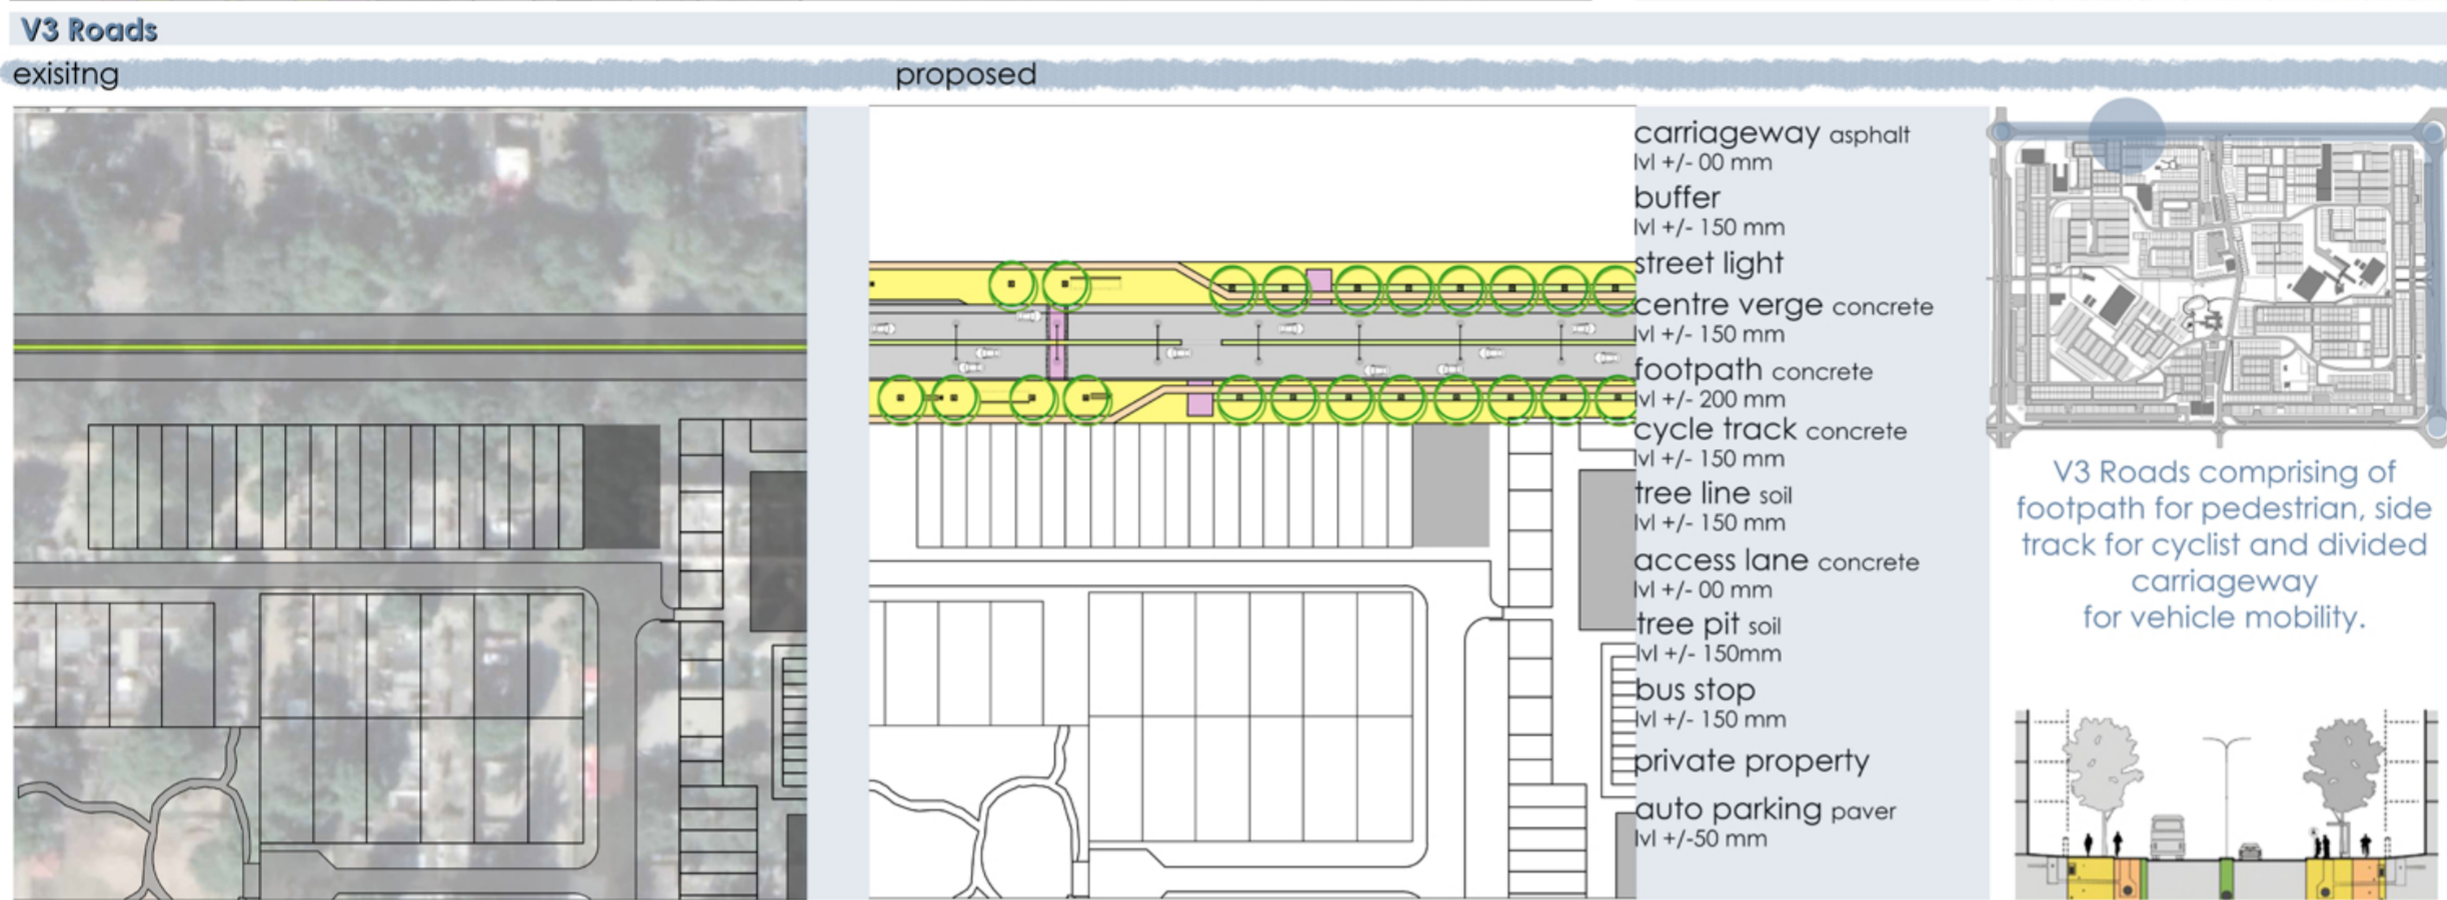 V3 Roads
exisitng
proposed
carriageway asphalt
lvl +/- 00 mm
buffer
lvl +/- 150 mm
street light
centre verge concrete
lvl +/- 150 mm
footpath concrete
lvl +/- 200 mm
cycle track concrete
lvl +/- 150 mm
tree line soil
lvl +/- 150 mm
access lane concrete
lvl +/- 00 mm
tree pit soil
lvl +/- 150mm
bus stop
lvl +/- 150 mm
private property
auto parking paver
lvl +/-50 mm
V3 Roads comprising of
footpath for pedestrian, side
track for cyclist and divided
carriageway
for vehicle mobility.